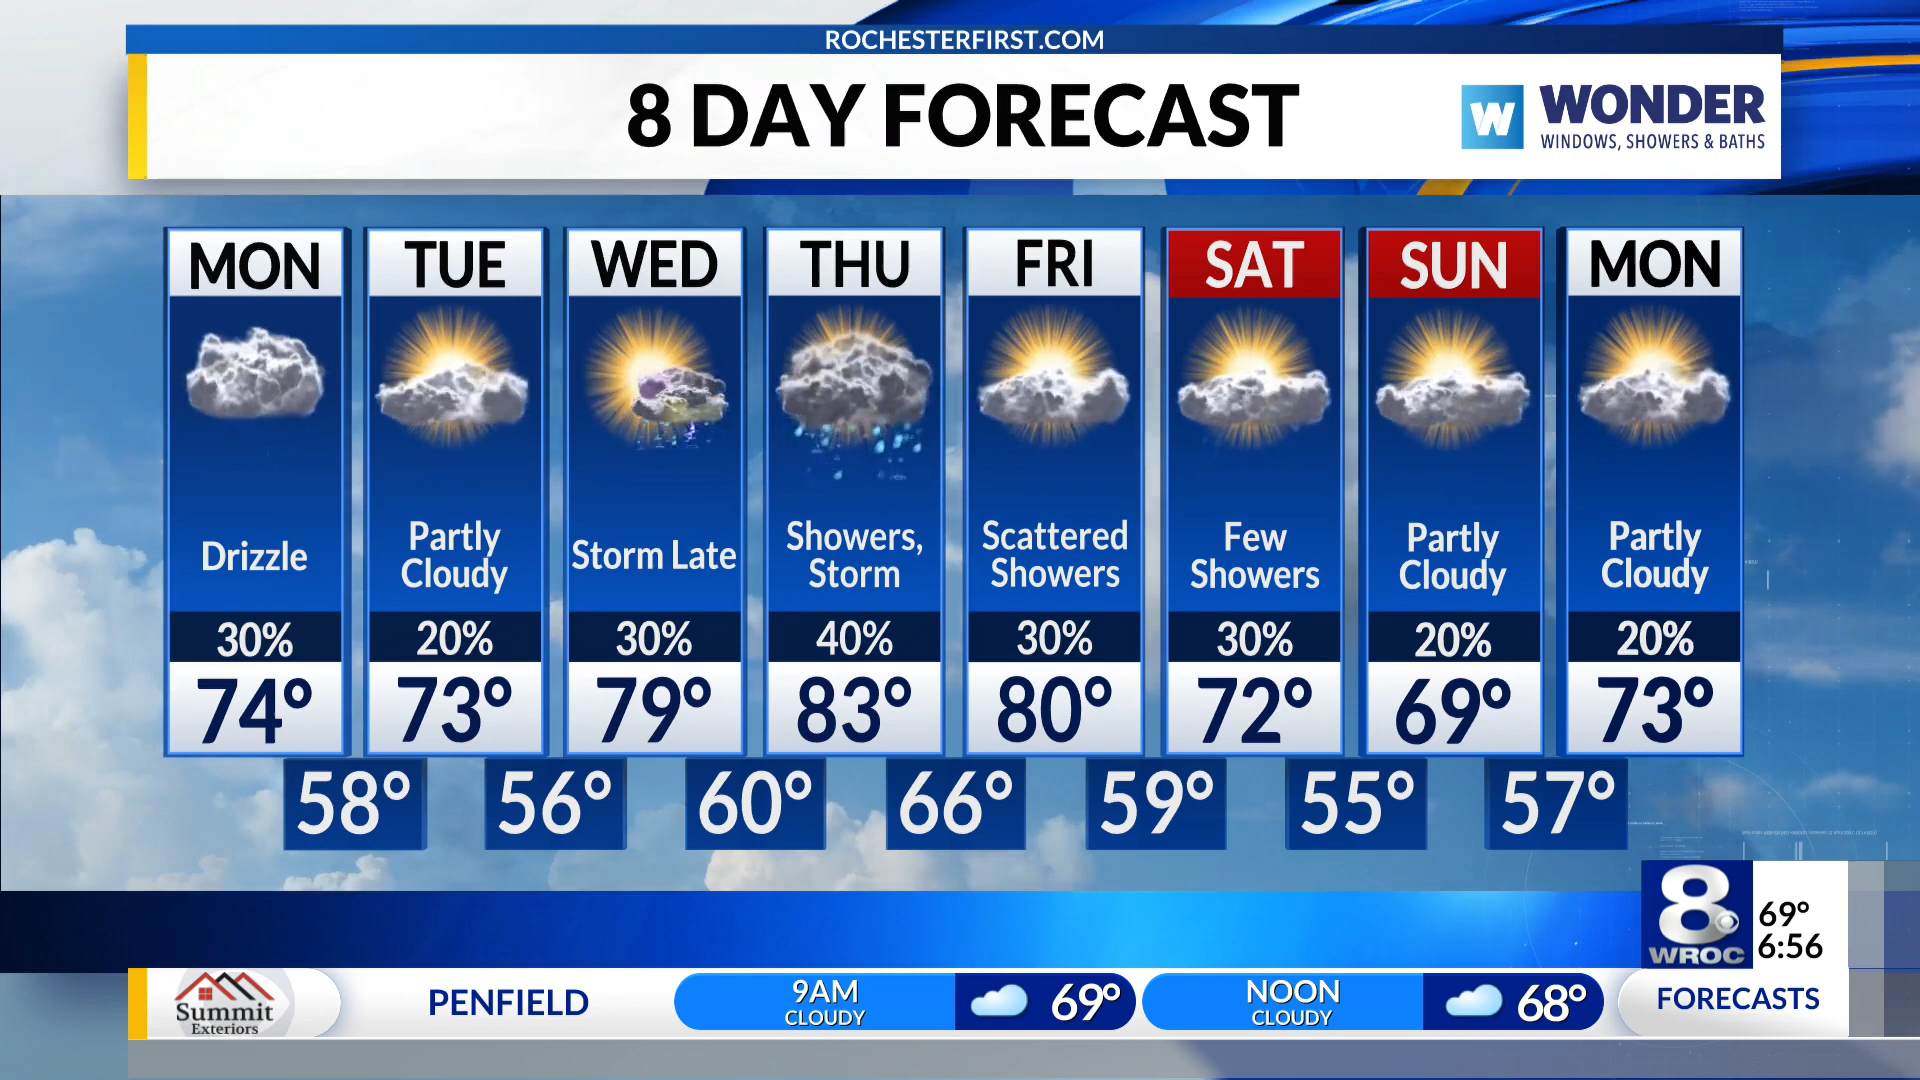 ROCHESTERFIRST.COM
8 DAY FORECAST
W WONDER
WINDOWS, SHOWERS & BATHS
MON TUE WED THU FRI SAT SUN MON
Drizzle
Partly
Cloudy
Storm Late
Showers,
Storm
Scattered
Showers
Few
Showers
Partly
Cloudy
Partly
Cloudy
30% 20% 30% 40% 30% 30% 20% 20%
74° 73° 79° 83° 80° 72° 69° 73°
58° 56° 60° 66° 59° 55° 57°
8
WROC
69°
6:56
Summit
Exteriors
PENFIELD
9AM
CLOUDY
69°
NOON
CLOUDY
68°
FORECASTS